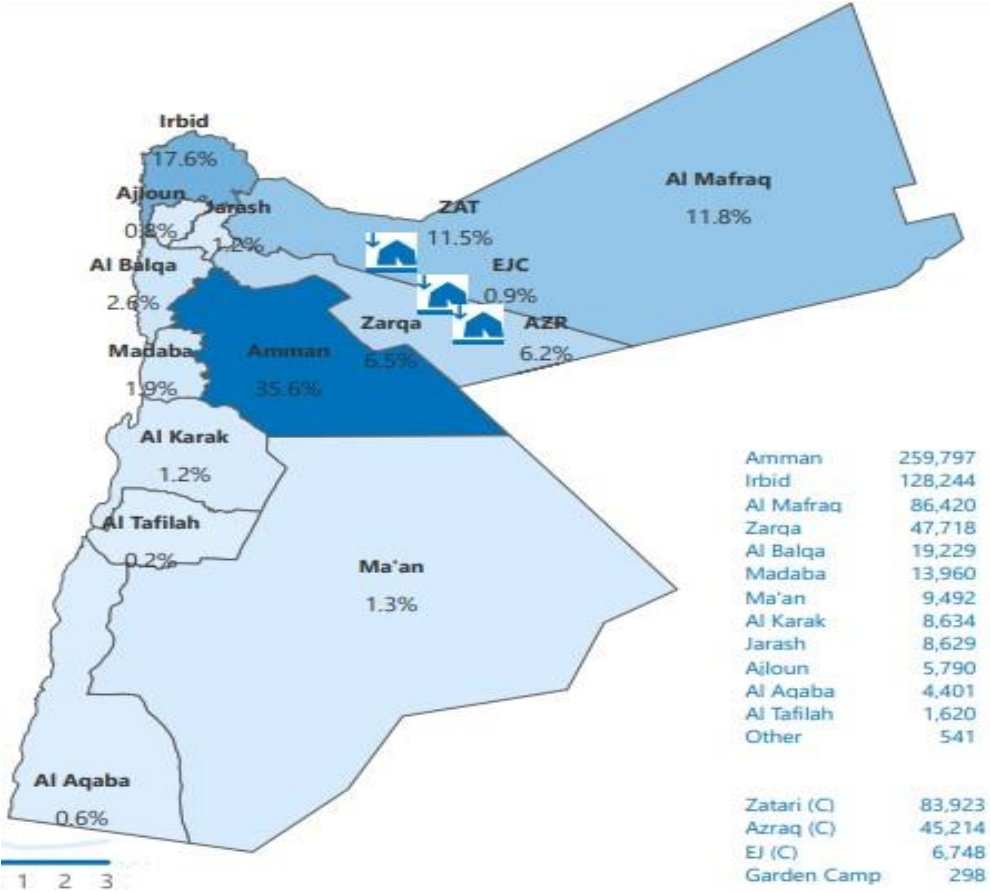 Irbid
17.6%
Ajloun
0.8%
Jarash
1.2%
Al Mafraq
11.8%
ZAT
11.5%
EJC
0.9%
AZR
6.2%
Al Balqa
2.6%
Zarqa
6.5%
Madaba
1.9%
Amman
35.6%
Al Karak
1.2%
Al Tafilah
0.2%
Ma'an
1.3%
Al Aqaba
0.6%
1 2 3
Amman 259,797
Irbid 128,244
Al Mafraq 86,420
Zarqa 47,718
Al Balqa 19,229
Madaba 13,960
Ma'an 9,492
Al Karak 8,634
Jarash 8,629
Ajloun 5,790
Al Aqaba 4,401
Al Tafilah 1,620
Other 541
Zatari (C) 83,923
Azraq (C) 45,214
EJ (C) 6,748
Garden Camp 298